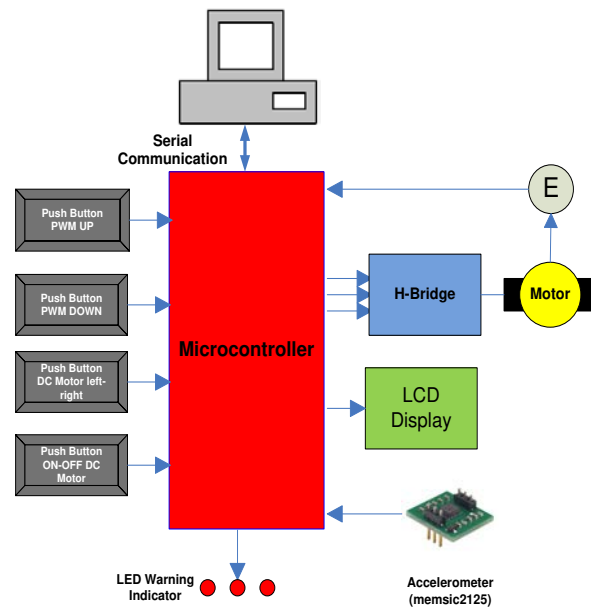 Serial
Communication
Push Button
PWM UP
Push Button
PWM DOWN
Push Button
DC Motor left-
right
Push Button
ON-OFF DC
Motor
Microcontroller
E
H-Bridge
Motor
LCD
Display
LED Warning
Indicator
Accelerometer
(memsic2125)